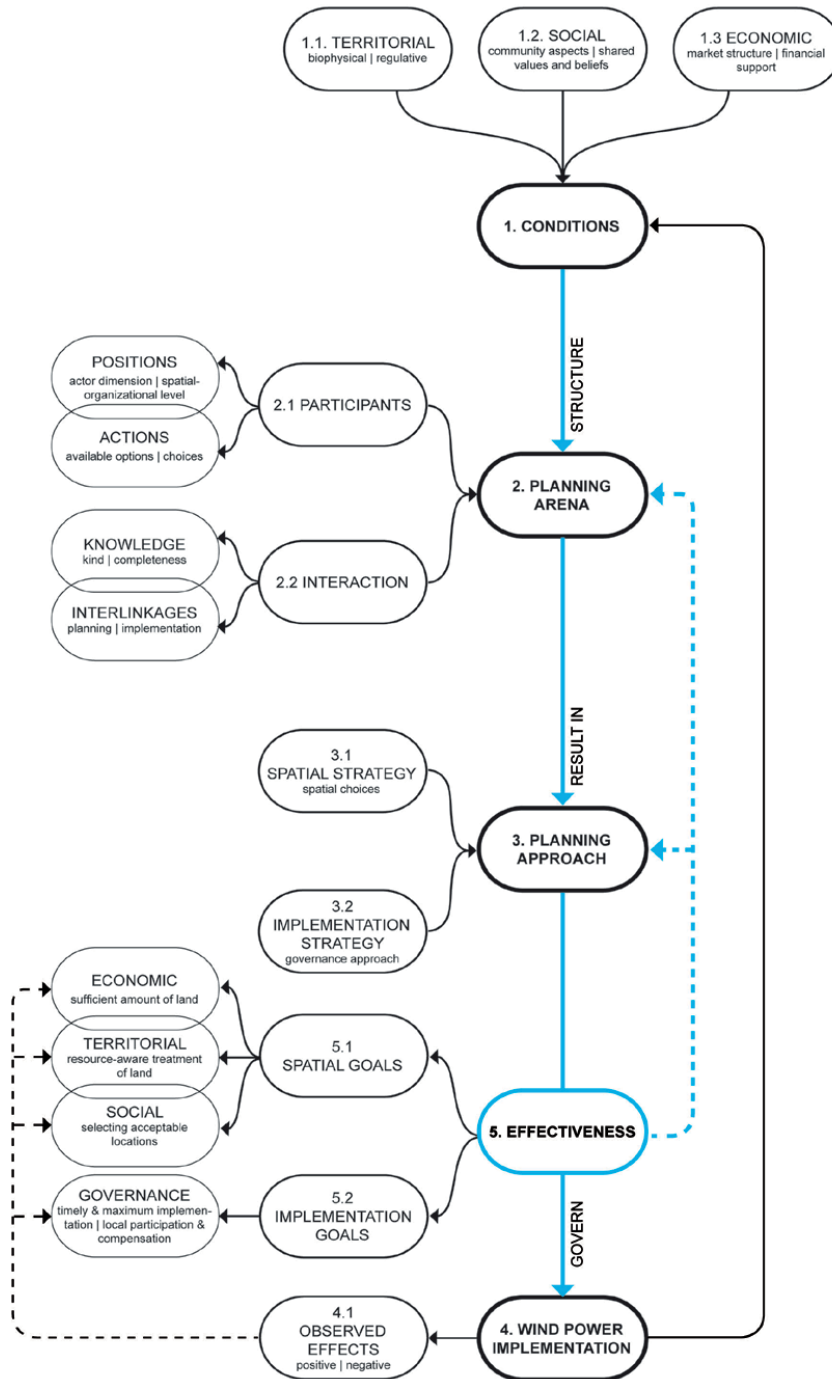 1.1. TERRITORIAL
biophysical | regulative
1.2. SOCIAL
community aspects | shared
values and beliefs
1.3 ECONOMIC
market structure | financial
support
1. CONDITIONS
STRUCTURE
POSITIONS
actor dimension | spatial-
organizational level
ACTIONS
available options | choices
2.1 PARTICIPANTS
2. PLANNING
ARENA
KNOWLEDGE
kind | completeness
INTERLINKAGES
planning | implementation
2.2 INTERACTION
RESULT IN
3.1
SPATIAL STRATEGY
spatial choices
3. PLANNING
APPROACH
3.2
IMPLEMENTATION
STRATEGY
governance approach
ECONOMIC
sufficient amount of land
TERRITORIAL
resource-aware treatment
of land
SOCIAL
selecting acceptable
locations
5.1
SPATIAL GOALS
5. EFFECTIVENESS
GOVERNANCE
timely & maximum implemen-
tation | local participation &
compensation
5.2
IMPLEMENTATION
GOALS
GOVERN
4.1
OBSERVED
EFFECTS
positive | negative
4. WIND POWER
IMPLEMENTATION